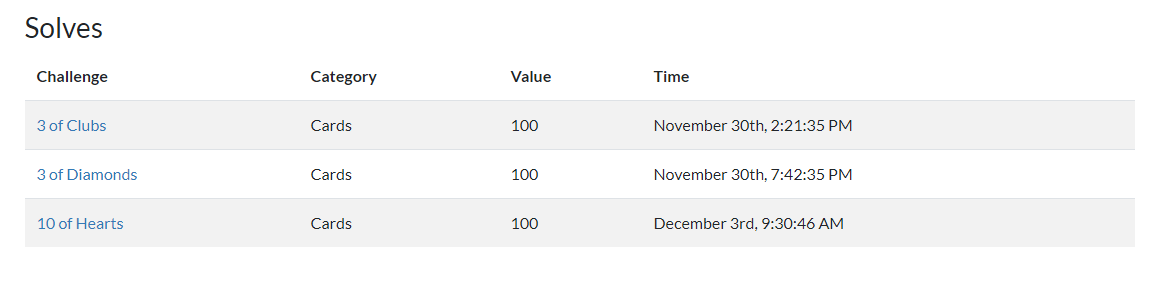 Solves
Challenge Category Value Time
3 of Clubs Cards 100 November 30th, 2:21:35 PM
3 of Diamonds Cards 100 November 30th, 7:42:35 PM
10 of Hearts Cards 100 December 3rd, 9:30:46 AM